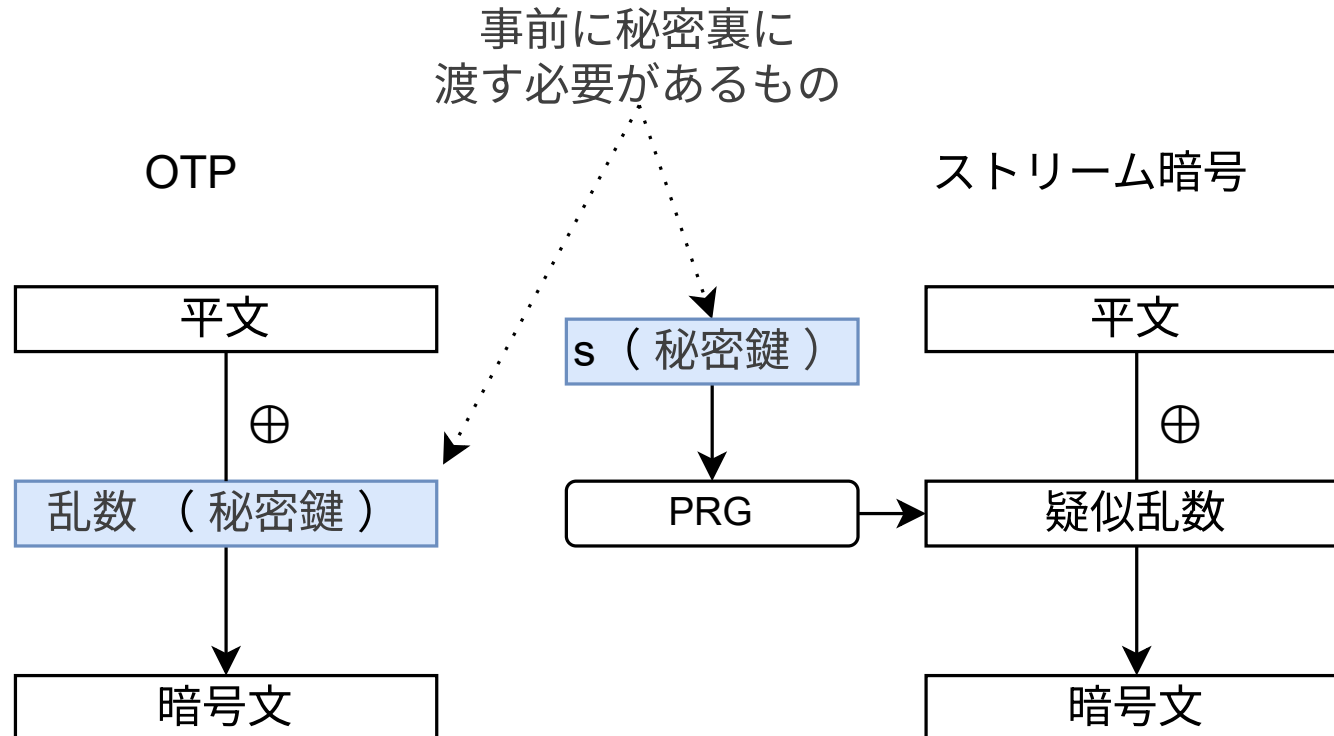 事前に秘密裏に
渡す必要があるもの
OTP
ストリーム暗号
平文
⊕
乱数 （ 秘密鍵 ）
暗号文
s （ 秘密鍵 ）
PRG
平文
⊕
疑似乱数
暗号文